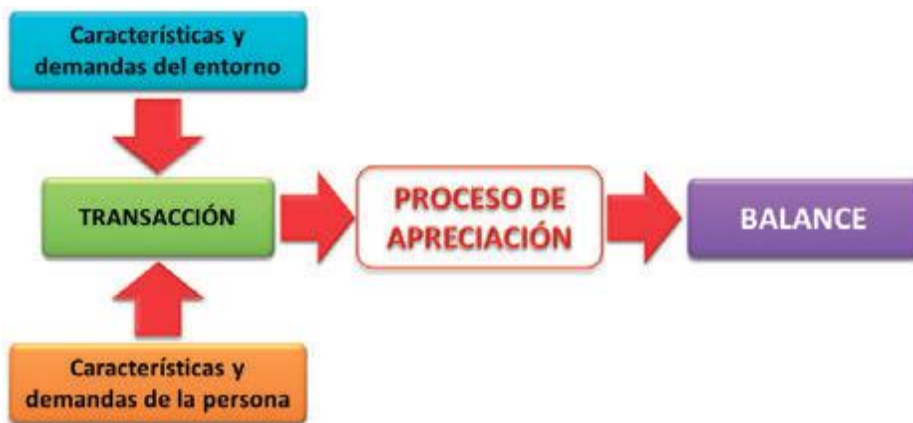 Características y
demandas del entorno
TRANSACCIÓN
PROCESO DE
APRECIACIÓN
BALANCE
Características y
demandas de la persona